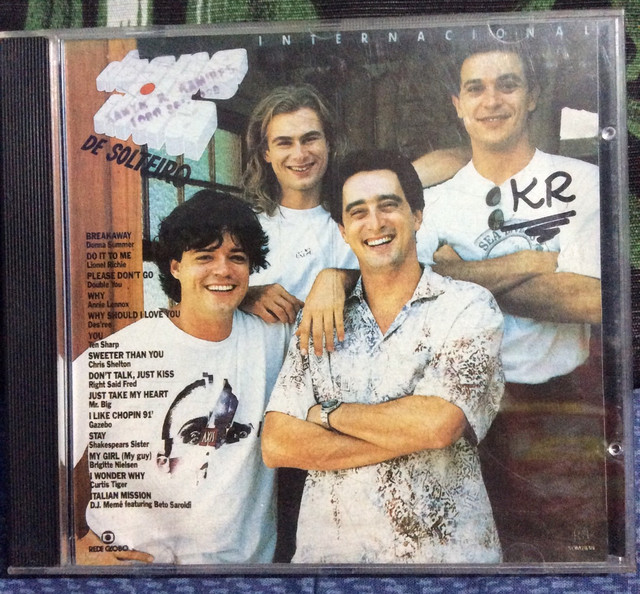 INTERNACIONAL
DE SOLTEIRO
KR
BREAKAWAY
Donna Summer
DO IT TO ME
Lionel Richie
PLEASE DON'T GO
Double You
WHY
Annie Lennox
WHY SHOULD I LOVE YOU
Des'ree
YOU
Ten Sharp
SWEETER THAN YOU
Chris Shelton
DON'T TALK, JUST KISS
Right Said Fred
JUST TAKE MY HEART
Mr. Big
I LIKE CHOPIN 91'
Gazebo
STAY
Shakespears Sister
MY GIRL (My guy)
Brigitte Nielsen
I WONDER WHY
Curtis Tiger
ITALIAN MISSION
D.J. Memê featuring Beto Saroldi
REDE GLOBO